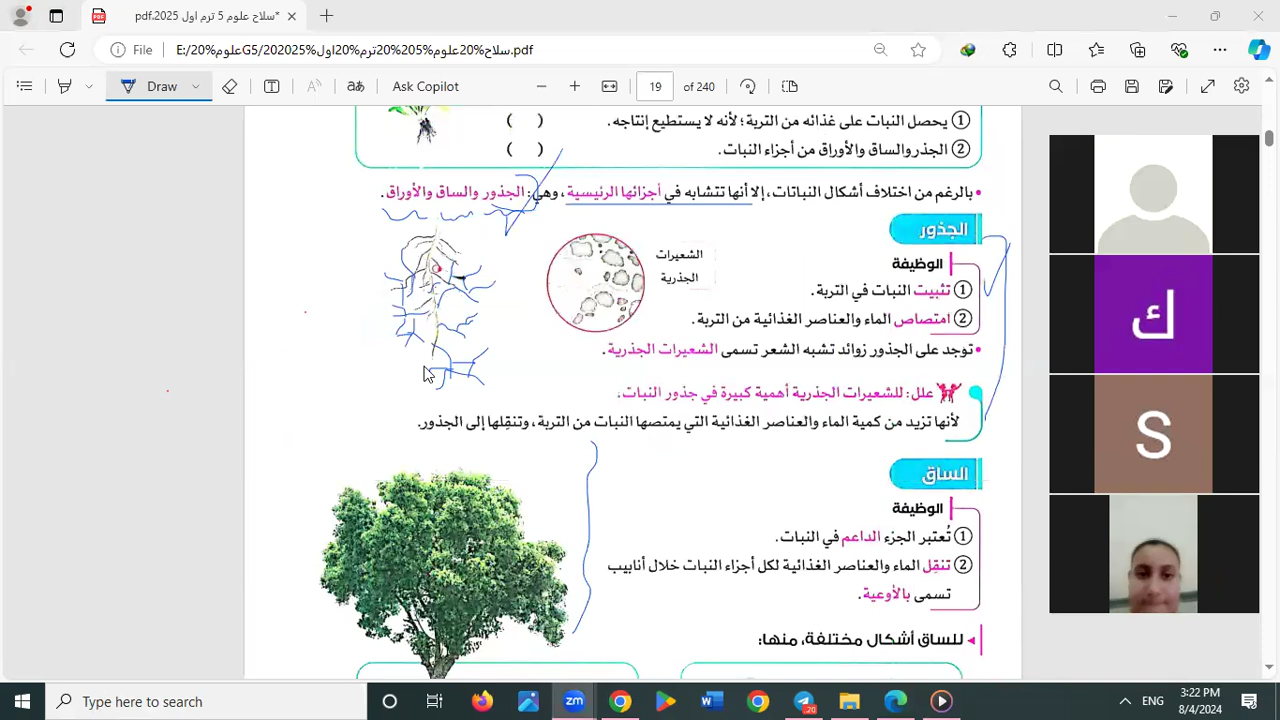 سلاح علوم 5 ترم اول 2025.pdf*
File
E:/20%علوم%20G5/202025%اول%20ترم%205%20علوم%20سلاح.pdf
Draw
Ask Copilot
19 of 240
① يحصل النبات على غذائه من التربة؛ لأنه لا يستطيع إنتاجه. ( )
② الجذر والساق والأوراق من أجزاء النبات. ( )
• بالرغم من اختلاف أشكال النباتات، إلا أنها تتشابه في أجزائها الرئيسية، وهي: الجذور والساق والأوراق.
الجذور
الوظيفة
الشعيرات
الجذرية
① تثبيت النبات في التربة.
② امتصاص الماء والعناصر الغذائية من التربة.
• توجد على الجذور زوائد تشبه الشعر تسمى الشعيرات الجذرية.
علل: للشعيرات الجذرية أهمية كبيرة في جذور النبات.
لأنها تزيد من كمية الماء والعناصر الغذائية التي يمتصها النبات من التربة، وتنقلها إلى الجذور.
الساق
الوظيفة
① تُعتبر الجزء الداعم في النبات.
② تنقل الماء والعناصر الغذائية لكل أجزاء النبات خلال أنابيب
تسمى بالأوعية.
للساق أشكال مختلفة، منها:
ك
S
Type here to search
zm
20
ENG
3:22 PM
8/4/2024